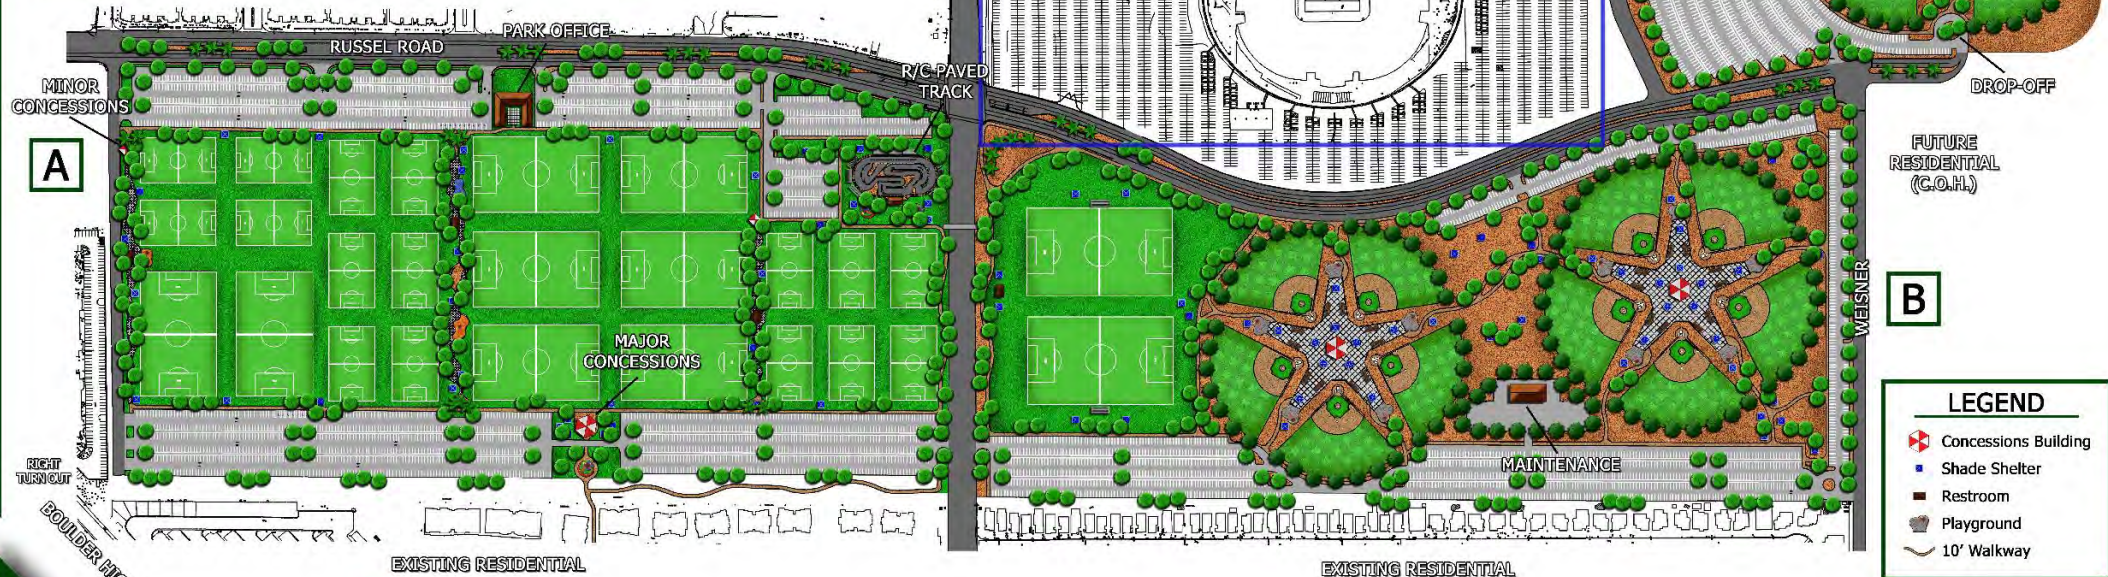 PARK OFFICE
RUSSEL ROAD
R/C PAVED
TRACK
MINOR
CONCESSIONS
DROP-OFF
A
FUTURE
RESIDENTIAL
(C.O.H.)
B
WEISNER
MAJOR
CONCESSIONS
MAINTENANCE
RIGHT
TURN OUT
BOULDER HI
EXISTING RESIDENTIAL
EXISTING RESIDENTIAL
LEGEND
Concessions Building
Shade Shelter
Restroom
Playground
10' Walkway